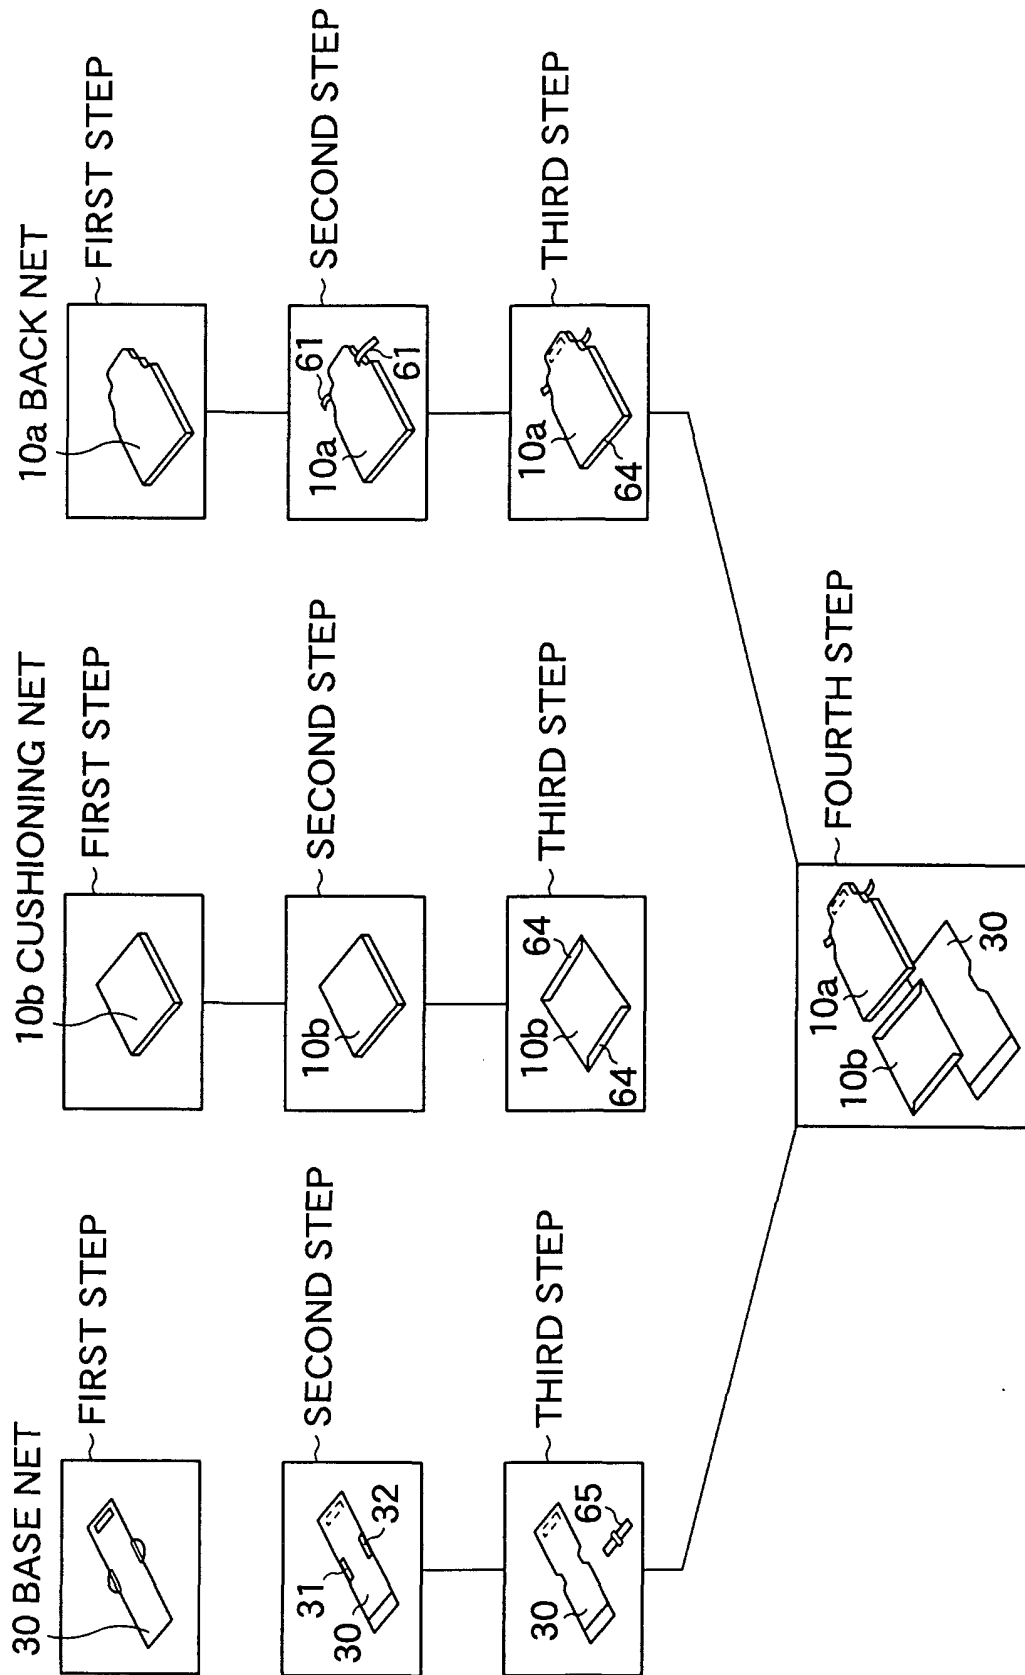 30 BASE NET
FIRST STEP
SECOND STEP
31
32
30
THIRD STEP
30
65
10b CUSHIONING NET
FIRST STEP
SECOND STEP
10b
THIRD STEP
64
10b
64
10a BACK NET
FIRST STEP
SECOND STEP
61
10a
61
THIRD STEP
10a
64
FOURTH STEP
10a
10b
30